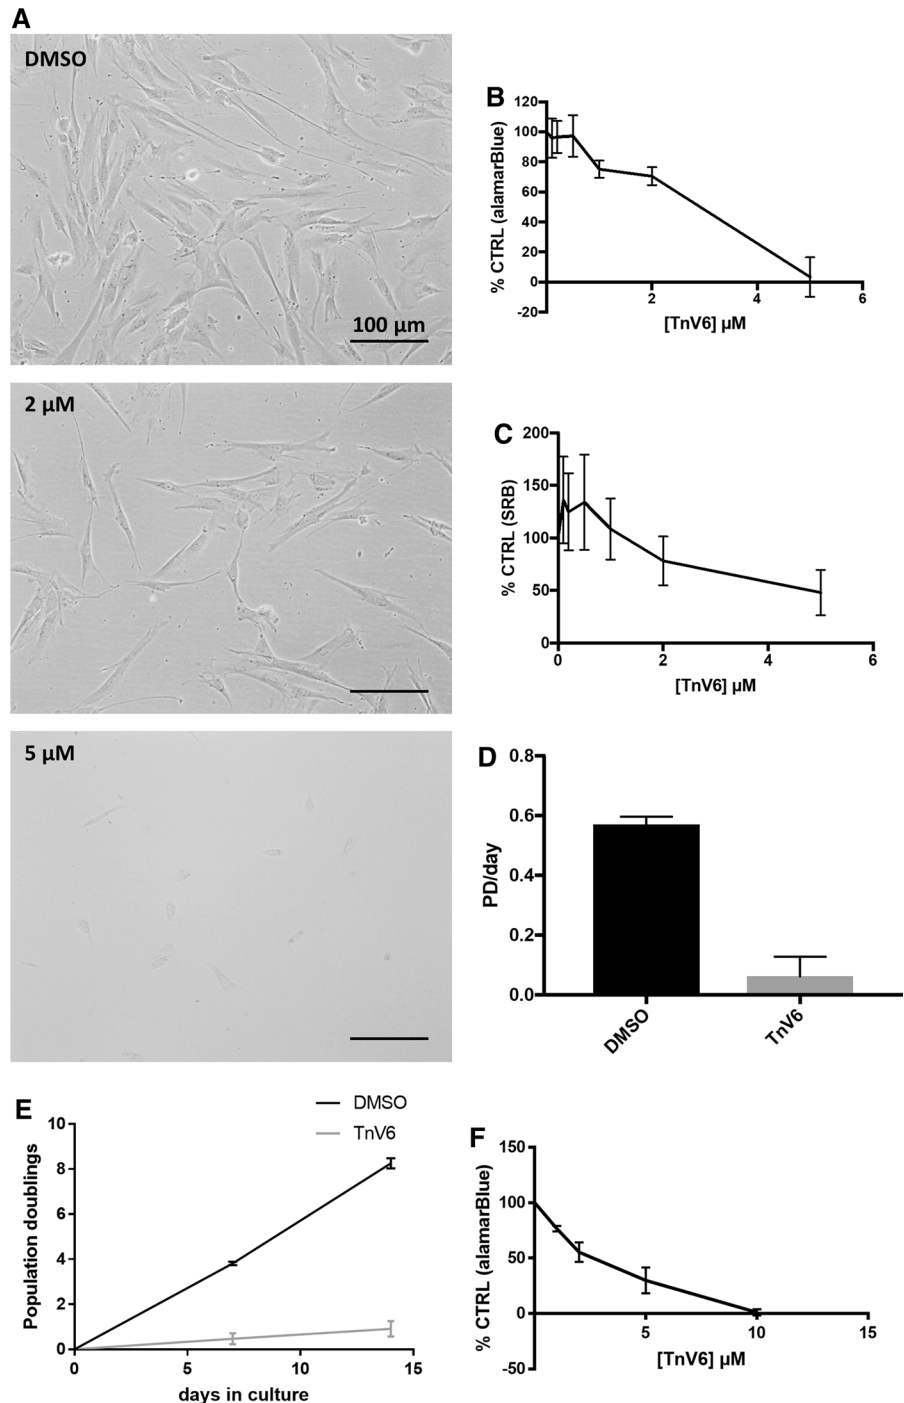 A
DMSO
100 µm
2 µM
5 µM
B
% CTRL (alamarBlue)
120
100
80
60
40
20
0
-20
2
4
6
[TnV6] µM
C
% CTRL (SRB)
200
150
100
50
0
0
2
4
6
[TnV6] µM
D
PD/day
0.8
0.6
0.4
0.2
0.0
DMSO
TnV6
E
DMSO
TnV6
Population doublings
10
8
6
4
2
0
0
5
10
15
days in culture
F
% CTRL (alamarBlue)
150
100
50
0
-50
5
10
15
[TnV6] µM